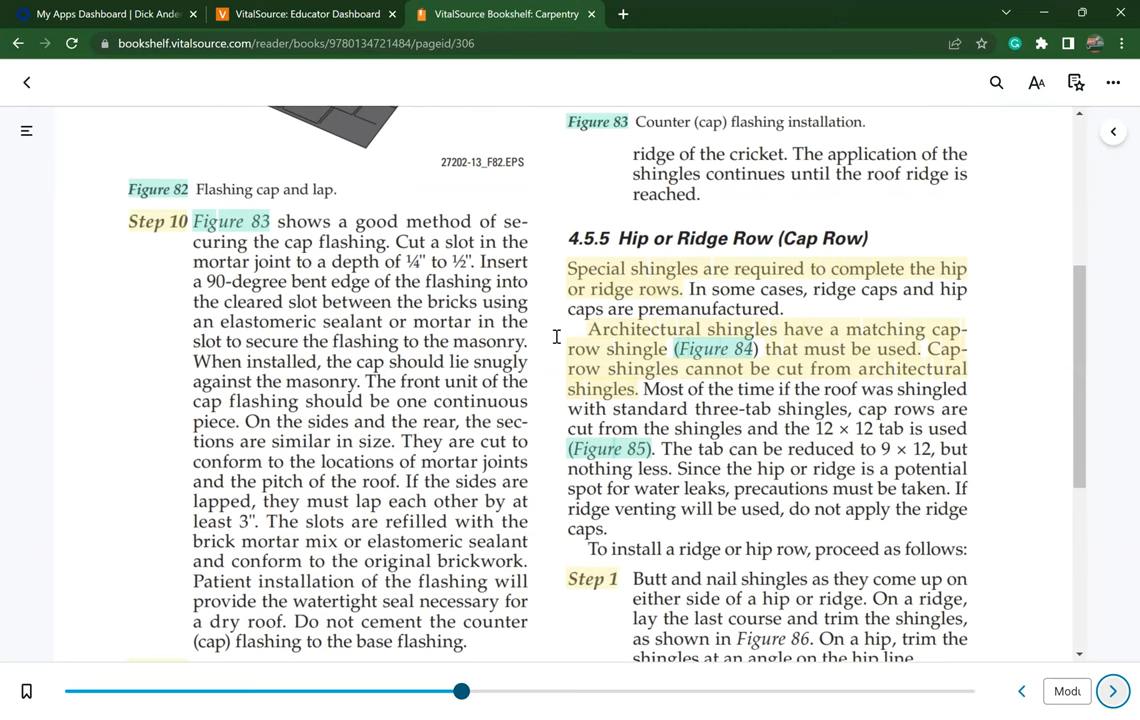 My Apps Dashboard | Dick Ander
VitalSource: Educator Dashboard
VitalSource Bookshelf: Carpentry
bookshelf.vitalsource.com/reader/books/9780134721484/pageid/306
AA
27202-13_F82.EPS
Figure 82 Flashing cap and lap.
Step 10 Figure 83 shows a good method of se-
curing the cap flashing. Cut a slot in the
mortar joint to a depth of ¼" to ½". Insert
a 90-degree bent edge of the flashing into
the cleared slot between the bricks using
an elastomeric sealant or mortar in the
slot to secure the flashing to the masonry.
When installed, the cap should lie snugly
against the masonry. The front unit of the
cap flashing should be one continuous
piece. On the sides and the rear, the sec-
tions are similar in size. They are cut to
conform to the locations of mortar joints
and the pitch of the roof. If the sides are
lapped, they must lap each other by at
least 3". The slots are refilled with the
brick mortar mix or elastomeric sealant
and conform to the original brickwork.
Patient installation of the flashing will
provide the watertight seal necessary for
a dry roof. Do not cement the counter
(cap) flashing to the base flashing.
Figure 83 Counter (cap) flashing installation.
ridge of the cricket. The application of the
shingles continues until the roof ridge is
reached.
4.5.5 Hip or Ridge Row (Cap Row)
Special shingles are required to complete the hip
or ridge rows. In some cases, ridge caps and hip
caps are premanufactured.
Architectural shingles have a matching cap-
row shingle (Figure 84) that must be used. Cap-
row shingles cannot be cut from architectural
shingles. Most of the time if the roof was shingled
with standard three-tab shingles, cap rows are
cut from the shingles and the 12 × 12 tab is used
(Figure 85). The tab can be reduced to 9 × 12, but
nothing less. Since the hip or ridge is a potential
spot for water leaks, precautions must be taken. If
ridge venting will be used, do not apply the ridge
caps.
To install a ridge or hip row, proceed as follows:
Step 1 Butt and nail shingles as they come up on
either side of a hip or ridge. On a ridge,
lay the last course and trim the shingles,
as shown in Figure 86. On a hip, trim the
shingles at an angle on the hip line.
Modu